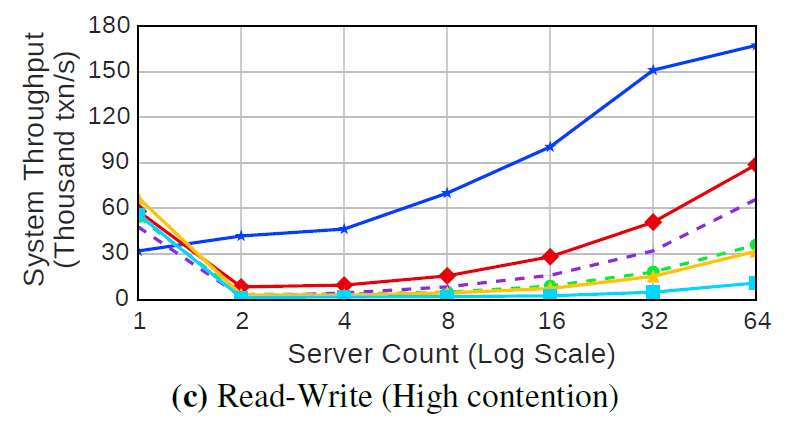 System Throughput
(Thousand txn/s)
180
150
120
90
60
30
0
1 2 4 8 16 32 64
Server Count (Log Scale)
(c) Read-Write (High contention)